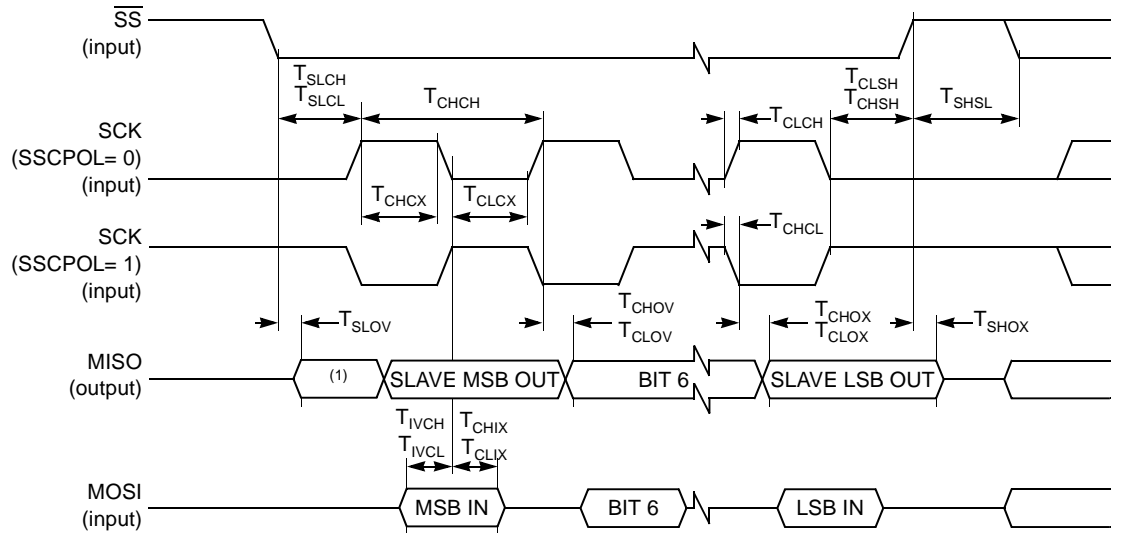 SS
(input)
TSLCH
TSLCL
TCHCH
TCLSH
TCHSH
TSHSL
TCLCH
SCK
(SSCPOL= 0)
(input)
TCHCX
TCLCX
TCHCL
SCK
(SSCPOL= 1)
(input)
TSLOV
TCHOV
TCLOV
TCHOX
TCLOX
TSHOX
MISO
(output)
(1)
SLAVE MSB OUT
BIT 6
SLAVE LSB OUT
TIVCH
TIVCL
TCHIX
TCLIX
MOSI
(input)
MSB IN
BIT 6
LSB IN